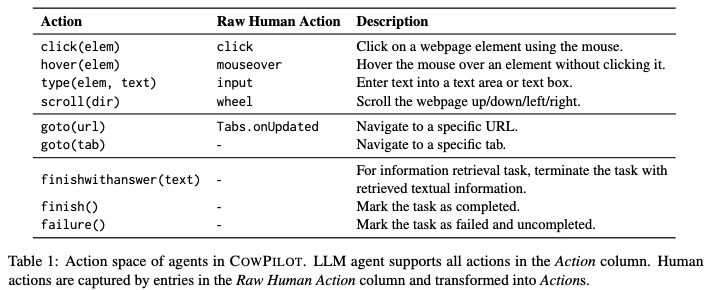 Action Raw Human Action Description
click(elem) click Click on a webpage element using the mouse.
hover(elem) mouseover Hover the mouse over an element without clicking it.
type(elem, text) input Enter text into a text area or text box.
scroll(dir) wheel Scroll the webpage up/down/left/right.
goto(url) Tabs.onUpdated Navigate to a specific URL.
goto(tab) - Navigate to a specific tab.
finishwithanswer(text) - For information retrieval task, terminate the task with
retrieved textual information.
finish() - Mark the task as completed.
failure() - Mark the task as failed and uncompleted.
Table 1: Action space of agents in COWPILOT. LLM agent supports all actions in the Action column. Human
actions are captured by entries in the Raw Human Action column and transformed into Actions.